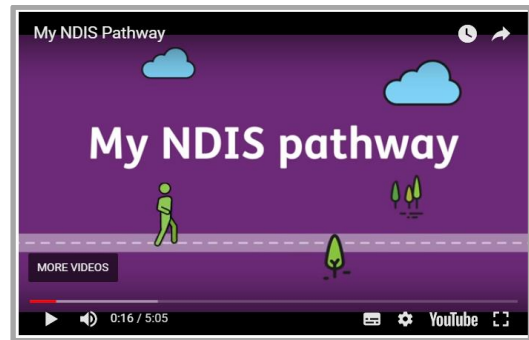 My NDIS Pathway
My NDIS pathway
MORE VIDEOS
0:16 / 5:05
YouTube